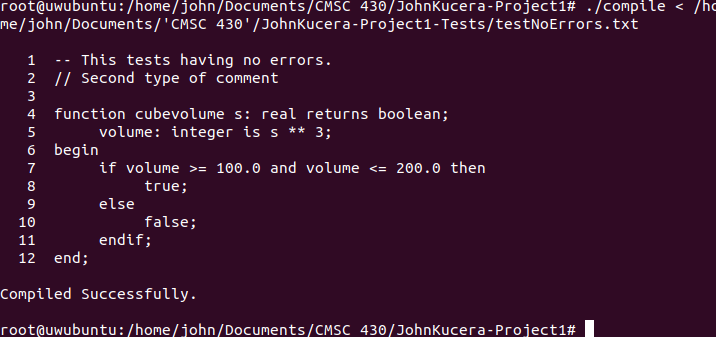 root@uwubuntu:/home/john/Documents/CMSC 430/JohnKucera-Project1# ./compile < /ho
me/john/Documents/'CMSC 430'/JohnKucera-Project1-Tests/testNoErrors.txt
1 -- This tests having no errors.
2 // Second type of comment
3
4 function cubevolume s: real returns boolean;
5 volume: integer is s ** 3;
6 begin
7 if volume >= 100.0 and volume <= 200.0 then
8 true;
9 else
10 false;
11 endif;
12 end;
Compiled Successfully.
root@uwubuntu:/home/john/Documents/CMSC 430/JohnKucera-Project1#